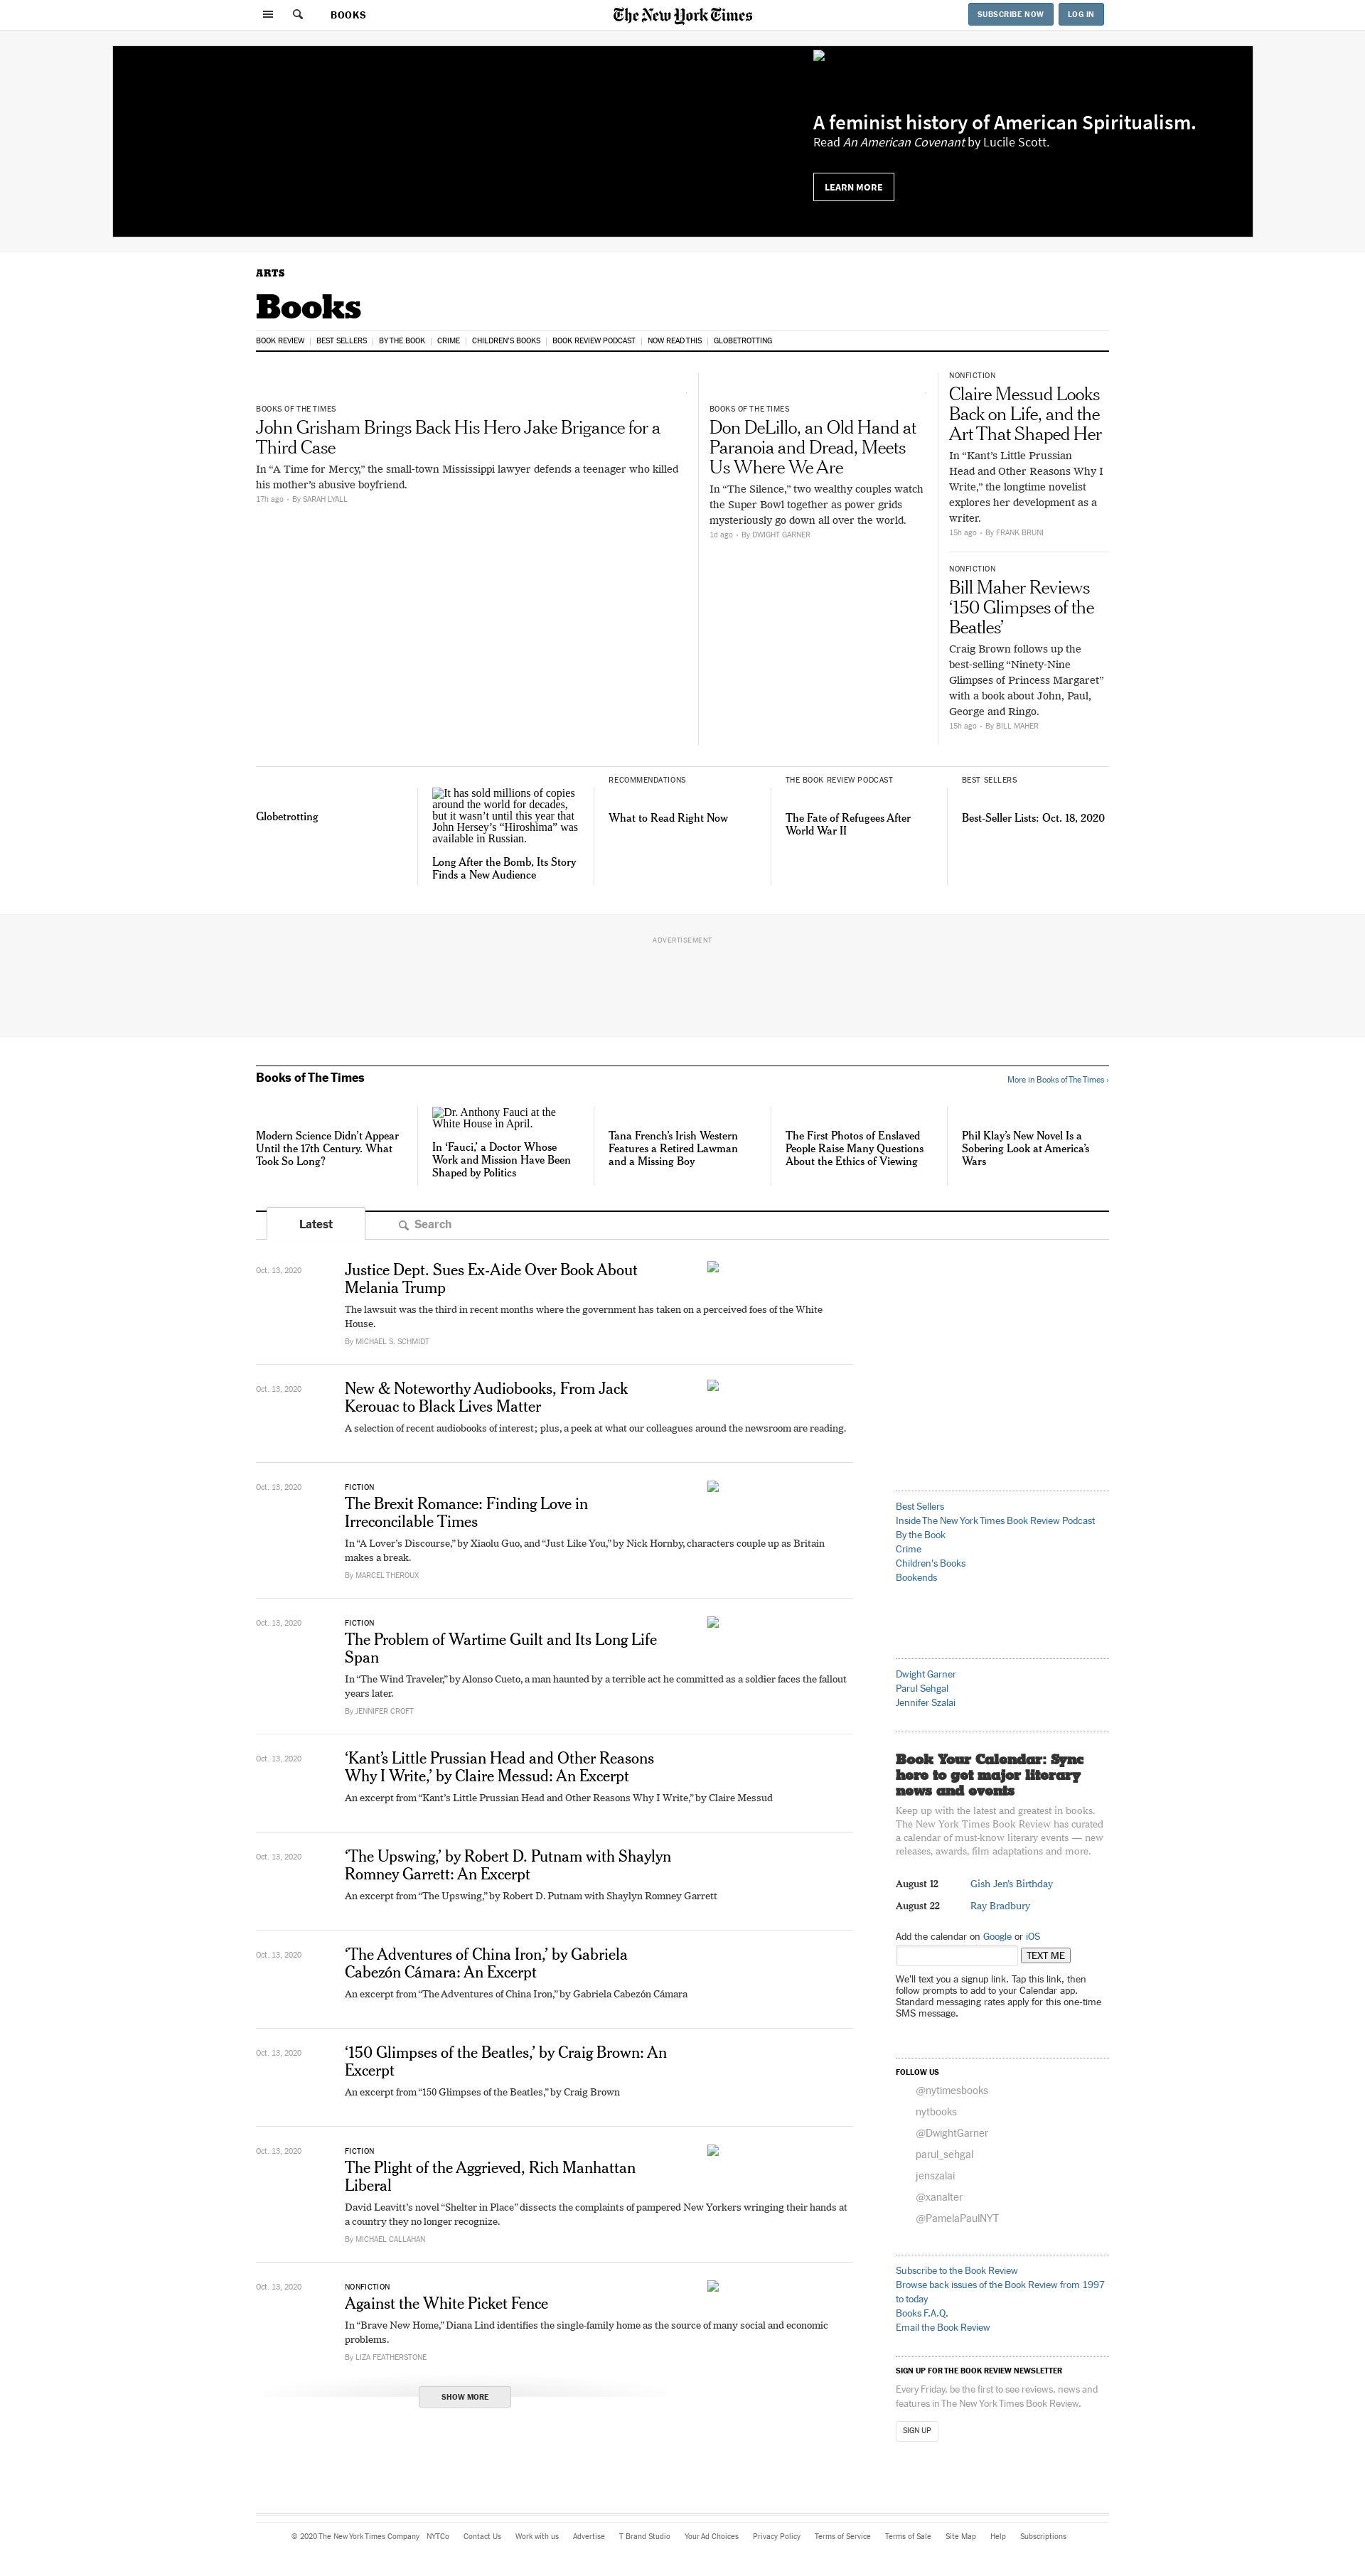 BOOKS
The New York Times
SUBSCRIBE NOW
LOG IN
A feminist history of American Spiritualism.
Read An American Covenant by Lucile Scott.
LEARN MORE
ARTS
Books
BOOK REVIEW
BEST SELLERS
BY THE BOOK
CRIME
CHILDREN'S BOOKS
BOOK REVIEW PODCAST
NOW READ THIS
GLOBETROTTING
BOOKS OF THE TIMES
John Grisham Brings Back His Hero Jake Brigance for a
Third Case
In “A Time for Mercy,” the small-town Mississippi lawyer defends a teenager who killed
his mother’s abusive boyfriend.
17h ago • By SARAH LYALL
BOOKS OF THE TIMES
Don DeLillo, an Old Hand at
Paranoia and Dread, Meets
Us Where We Are
In “The Silence,” two wealthy couples watch
the Super Bowl together as power grids
mysteriously go down all over the world.
1d ago • By DWIGHT GARNER
NONFICTION
Claire Messud Looks
Back on Life, and the
Art That Shaped Her
In “Kant’s Little Prussian
Head and Other Reasons Why I
Write,” the longtime novelist
explores her development as a
writer.
15h ago • By FRANK BRUNI
NONFICTION
Bill Maher Reviews
‘150 Glimpses of the
Beatles’
Craig Brown follows up the
best-selling “Ninety-Nine
Glimpses of Princess Margaret”
with a book about John, Paul,
George and Ringo.
15h ago • By BILL MAHER
Globetrotting
It has sold millions of copies
around the world for decades,
but it wasn’t until this year that
John Hersey’s “Hiroshima” was
available in Russian.
Long After the Bomb, Its Story
Finds a New Audience
RECOMMENDATIONS
What to Read Right Now
THE BOOK REVIEW PODCAST
The Fate of Refugees After
World War II
BEST SELLERS
Best-Seller Lists: Oct. 18, 2020
ADVERTISEMENT
Books of The Times
More in Books of The Times ›
Modern Science Didn’t Appear
Until the 17th Century. What
Took So Long?
Dr. Anthony Fauci at the
White House in April.
In ‘Fauci,’ a Doctor Whose
Work and Mission Have Been
Shaped by Politics
Tana French’s Irish Western
Features a Retired Lawman
and a Missing Boy
The First Photos of Enslaved
People Raise Many Questions
About the Ethics of Viewing
Phil Klay’s New Novel Is a
Sobering Look at America’s
Wars
Latest
Search
Oct. 13, 2020
Justice Dept. Sues Ex-Aide Over Book About
Melania Trump
The lawsuit was the third in recent months where the government has taken on a perceived foes of the White
House.
By MICHAEL S. SCHMIDT
Oct. 13, 2020
New & Noteworthy Audiobooks, From Jack
Kerouac to Black Lives Matter
A selection of recent audiobooks of interest; plus, a peek at what our colleagues around the newsroom are reading.
Oct. 13, 2020
FICTION
The Brexit Romance: Finding Love in
Irreconcilable Times
In “A Lover’s Discourse,” by Xiaolu Guo, and “Just Like You,” by Nick Hornby, characters couple up as Britain
makes a break.
By MARCEL THEROUX
Oct. 13, 2020
FICTION
The Problem of Wartime Guilt and Its Long Life
Span
In “The Wind Traveler,” by Alonso Cueto, a man haunted by a terrible act he committed as a soldier faces the fallout
years later.
By JENNIFER CROFT
Oct. 13, 2020
‘Kant’s Little Prussian Head and Other Reasons
Why I Write,’ by Claire Messud: An Excerpt
An excerpt from “Kant’s Little Prussian Head and Other Reasons Why I Write,” by Claire Messud
Oct. 13, 2020
‘The Upswing,’ by Robert D. Putnam with Shaylyn
Romney Garrett: An Excerpt
An excerpt from “The Upswing,” by Robert D. Putnam with Shaylyn Romney Garrett
Oct. 13, 2020
‘The Adventures of China Iron,’ by Gabriela
Cabezón Cámara: An Excerpt
An excerpt from “The Adventures of China Iron,” by Gabriela Cabezón Cámara
Oct. 13, 2020
‘150 Glimpses of the Beatles,’ by Craig Brown: An
Excerpt
An excerpt from “150 Glimpses of the Beatles,” by Craig Brown
Oct. 13, 2020
FICTION
The Plight of the Aggrieved, Rich Manhattan
Liberal
David Leavitt’s novel “Shelter in Place” dissects the complaints of pampered New Yorkers wringing their hands at
a country they no longer recognize.
By MICHAEL CALLAHAN
Oct. 13, 2020
NONFICTION
Against the White Picket Fence
In “Brave New Home,” Diana Lind identifies the single-family home as the source of many social and economic
problems.
By LIZA FEATHERSTONE
SHOW MORE
Best Sellers
Inside The New York Times Book Review Podcast
By the Book
Crime
Children's Books
Bookends
Dwight Garner
Parul Sehgal
Jennifer Szalai
Book Your Calendar: Sync
here to get major literary
news and events
Keep up with the latest and greatest in books.
The New York Times Book Review has curated
a calendar of must-know literary events — new
releases, awards, film adaptations and more.
August 12
Gish Jen's Birthday
August 22
Ray Bradbury
Add the calendar on Google or iOS
TEXT ME
We’ll text you a signup link. Tap this link, then
follow prompts to add to your Calendar app.
Standard messaging rates apply for this one-time
SMS message.
FOLLOW US
@nytimesbooks
nytbooks
@DwightGarner
parul_sehgal
jenszalai
@xanalter
@PamelaPaulNYT
Subscribe to the Book Review
Browse back issues of the Book Review from 1997
to today
Books F.A.Q.
Email the Book Review
SIGN UP FOR THE BOOK REVIEW NEWSLETTER
Every Friday, be the first to see reviews, news and
features in The New York Times Book Review.
SIGN UP
© 2020 The New York Times Company
NYTCo
Contact Us
Work with us
Advertise
T Brand Studio
Your Ad Choices
Privacy Policy
Terms of Service
Terms of Sale
Site Map
Help
Subscriptions